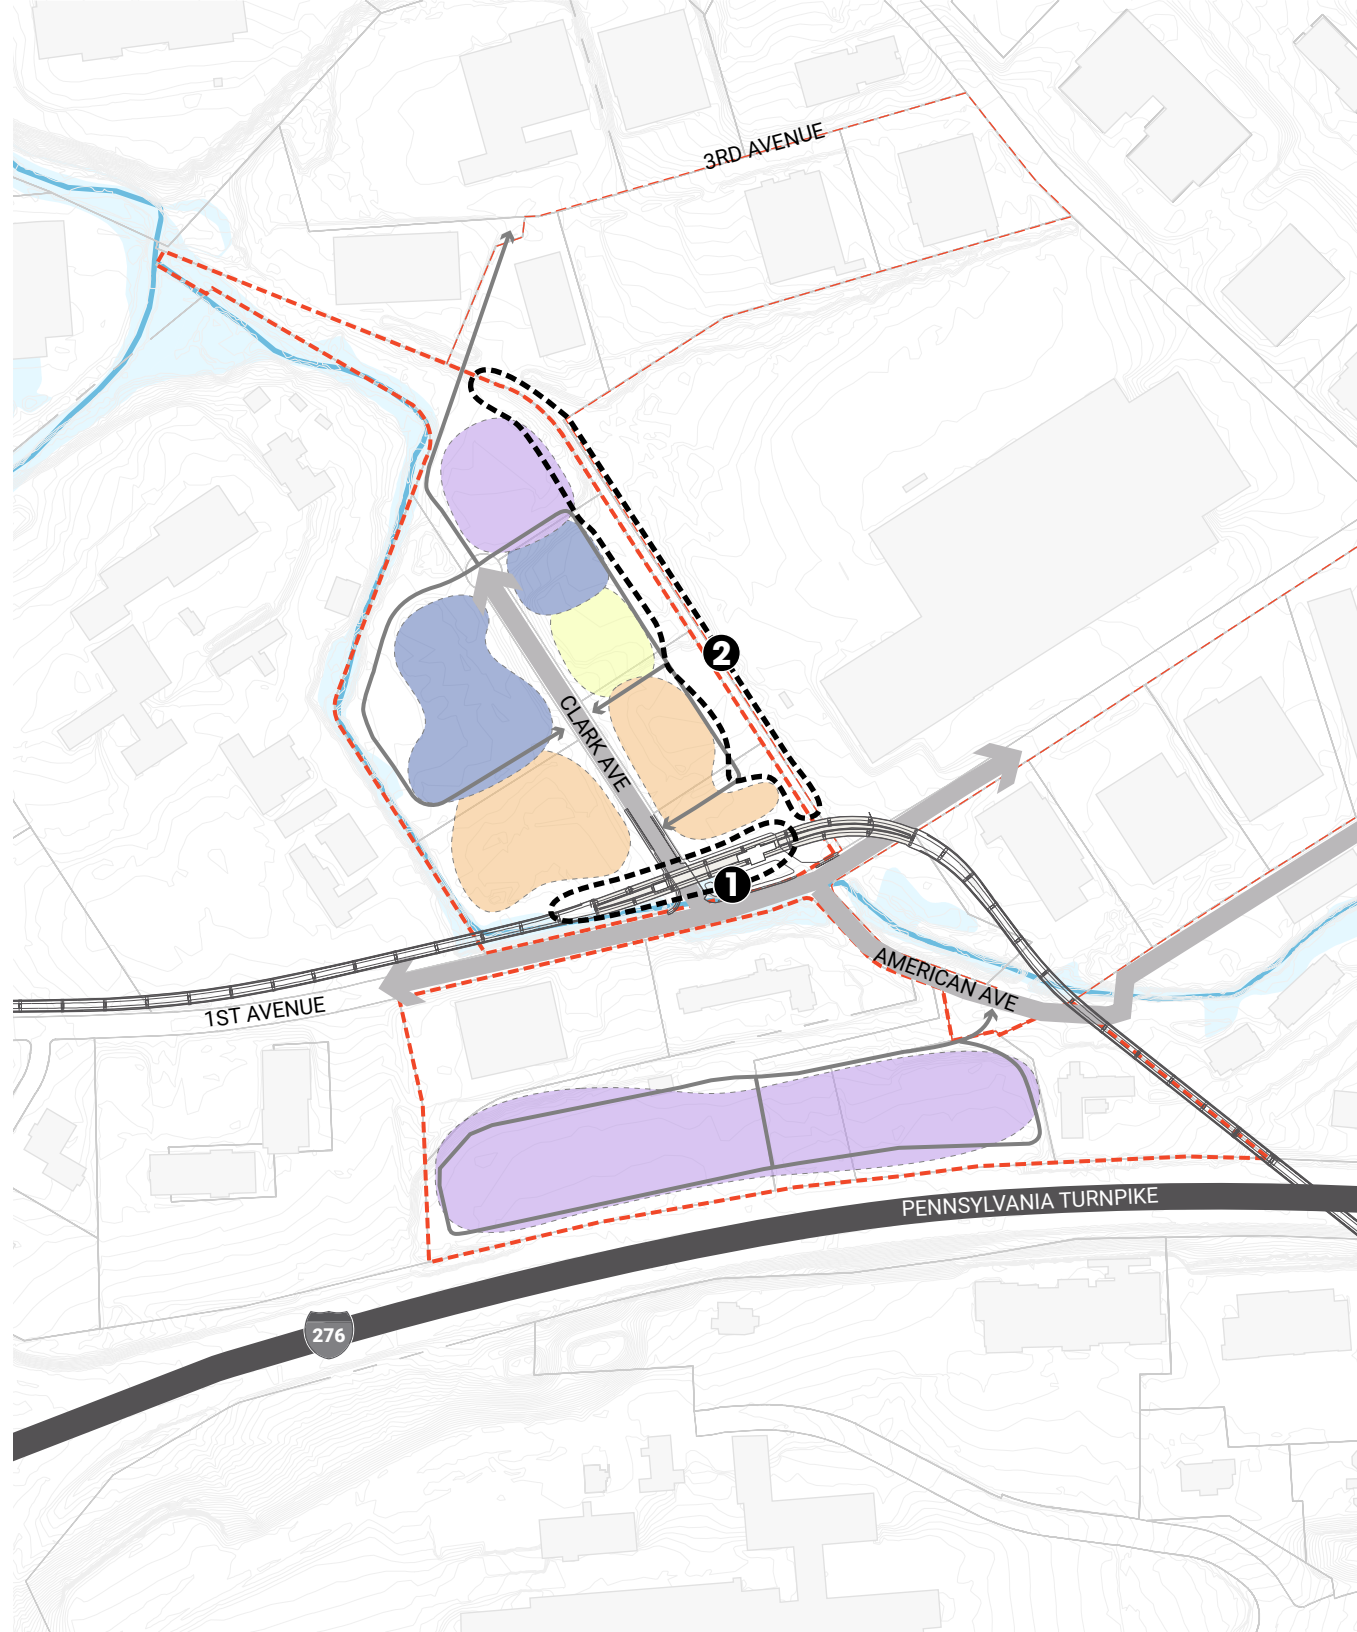 3RD AVENUE
2
CLARK AVE
1
AMERICAN AVE
1ST AVENUE
PENNSYLVANIA TURNPIKE
276